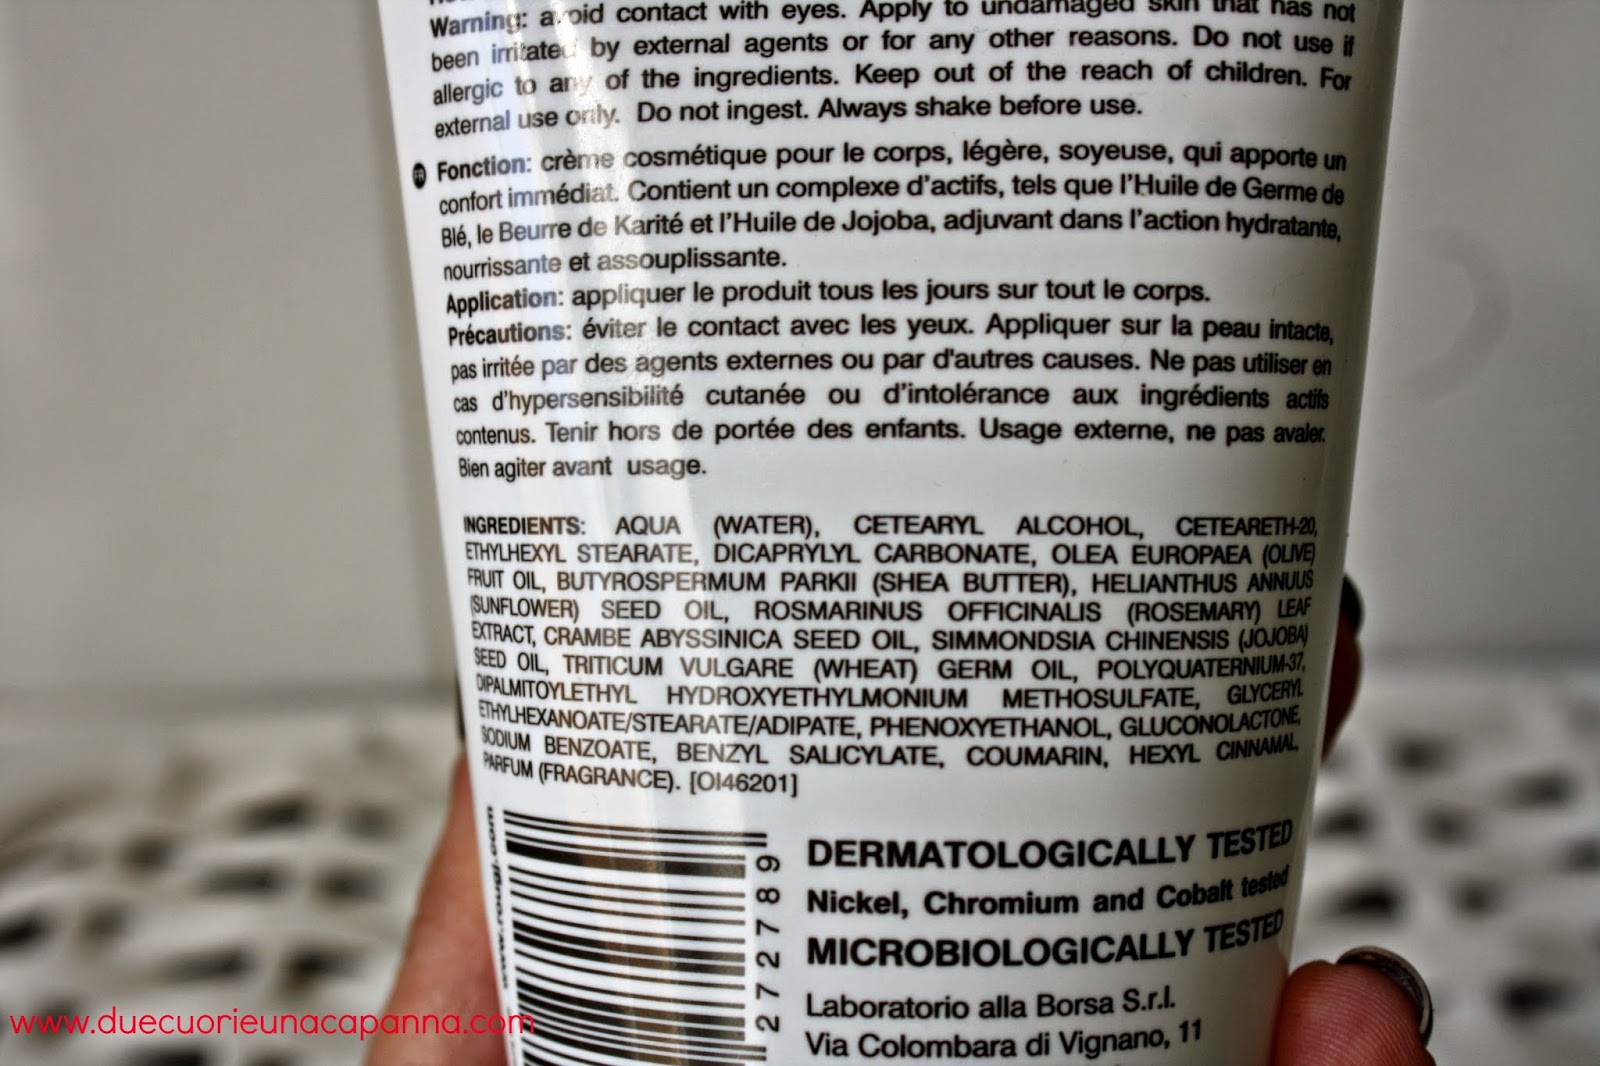 Warning: avoid contact with eyes. Apply to undamaged skin that has not
been irritated by external agents or for any other reasons. Do not use if
allergic to any of the ingredients. Keep out of the reach of children. For
external use only. Do not ingest. Always shake before use.
FR Fonction: crème cosmétique pour le corps, légère, soyeuse, qui apporte un
confort immédiat. Contient un complexe d'actifs, tels que l'Huile de Germe de
Blé, le Beurre de Karité et l'Huile de Jojoba, adjuvant dans l'action hydratante,
nourrissante et assouplissante.
Application: appliquer le produit tous les jours sur tout le corps.
Précautions: éviter le contact avec les yeux. Appliquer sur la peau intacte,
pas irritée par des agents externes ou par d'autres causes. Ne pas utiliser en
cas d'hypersensibilité cutanée ou d'intolérance aux ingrédients actifs
contenus. Tenir hors de portée des enfants. Usage externe, ne pas avaler.
Bien agiter avant usage.
INGREDIENTS: AQUA (WATER), CETEARYL ALCOHOL, CETEARETH-20,
ETHYLHEXYL STEARATE, DICAPRYLYL CARBONATE, OLEA EUROPAEA (OLIVE)
FRUIT OIL, BUTYROSPERMUM PARKII (SHEA BUTTER), HELIANTHUS ANNUUS
(SUNFLOWER) SEED OIL, ROSMARINUS OFFICINALIS (ROSEMARY) LEAF
EXTRACT, CRAMBE ABYSSINICA SEED OIL, SIMMONDSIA CHINENSIS (JOJOBA)
SEED OIL, TRITICUM VULGARE (WHEAT) GERM OIL, POLYQUATERNIUM-37,
DIPALMITOYLETHYL HYDROXYETHYLMONIUM METHOSULFATE, GLYCERYL
ETHYLHEXANOATE/STEARATE/ADIPATE, PHENOXYETHANOL, GLUCONOLACTONE,
SODIUM BENZOATE, BENZYL SALICYLATE, COUMARIN, HEXYL CINNAMAL,
PARFUM (FRAGRANCE). [OI46201]
www.rougj.com
272789
DERMATOLOGICALLY TESTED
Nickel, Chromium and Cobalt tested
MICROBIOLOGICALLY TESTED
Laboratorio alla Borsa S.r.l.
Via Colombara di Vignano, 11
www.duecuorieunacapanna.com